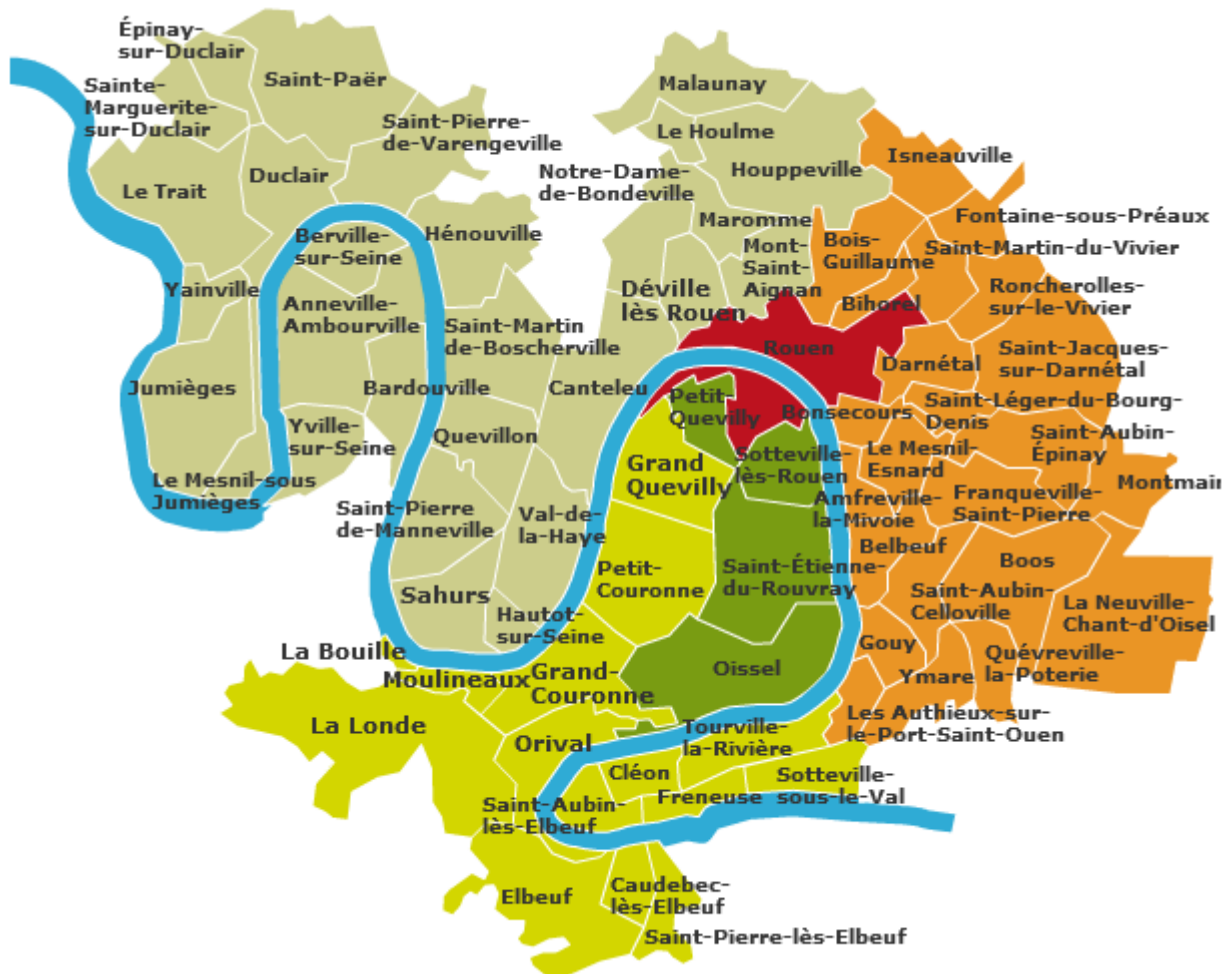 Épinay-
sur-Duclair
Sainte-
Marguerite-
sur-Duclair
Saint-Paër
Saint-Pierre-
de-Varengeville
Le Trait
Duclair
Malaunay
Le Houlme
Houppeville
Notre-Dame-
de-Bondeville
Maromme
Mont-
Saint-
Aignan
Isneauville
Fontaine-sous-Préaux
Bois-
Guillaume
Saint-Martin-du-Vivier
Bihorel
Roncherolles-
sur-le-Vivier
Berville-
sur-Seine
Hénouville
Yainville
Anneville-
Ambourville
Déville
lès Rouen
Saint-Martin
de-Boscherville
Rouen
Darnétal
Saint-Jacques-
sur-Darnétal
Jumièges
Bardouville
Canteleu
Petit-
Quevilly
Bonsecours
Saint-Léger-du-Bourg-
Denis
Yville-
sur-Seine
Quevillon
Grand
Quevilly
Sotteville-
lès-Rouen
Le Mesnil-
Esnard
Saint-Aubin-
Épinay
Montmain
Le Mesnil-sous
Jumièges
Saint-Pierre
de-Manneville
Val-de-
la-Haye
Amfreville-
la-Mivoie
Franqueville-
Saint-Pierre
Belbeuf
Boos
Petit-
Couronne
Saint-Étienne-
du-Rouvray
Saint-Aubin-
Celloville
La Neuville-
Chant-d'Oisel
Sahurs
Hautot-
sur-Seine
La Bouille
Moulineaux
Grand-
Couronne
Oissel
Gouy
Ymare
Quévreville-
la-Poterie
Les Authieux-sur-
le-Port-Saint-Ouen
La Londe
Orival
Tourville-
la-Rivière
Cléon
Freneuse
Sotteville-
sous-le-Val
Saint-Aubin-
lès-Elbeuf
Elbeuf
Caudebec-
lès-Elbeuf
Saint-Pierre-lès-Elbeuf